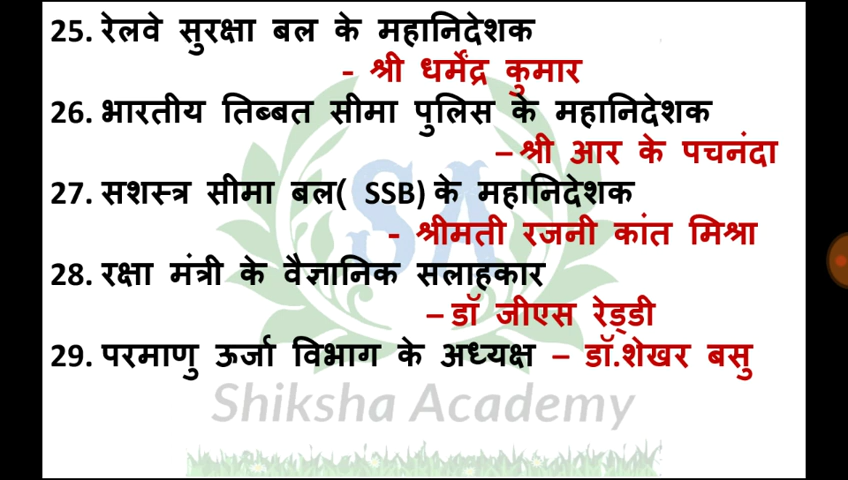 25. रेलवे सुरक्षा बल के महानिदेशक
- श्री धर्मेंद्र कुमार
26. भारतीय तिब्बत सीमा पुलिस के महानिदेशक
– श्री आर के पचनंदा
27. सशस्त्र सीमा बल( SSB) के महानिदेशक
- श्रीमती रजनी कांत मिश्रा
28. रक्षा मंत्री के वैज्ञानिक सलाहकार
– डॉ जीएस रेड्डी
29. परमाणु ऊर्जा विभाग के अध्यक्ष – डॉ.शेखर बसु
SA
Shiksha Academy